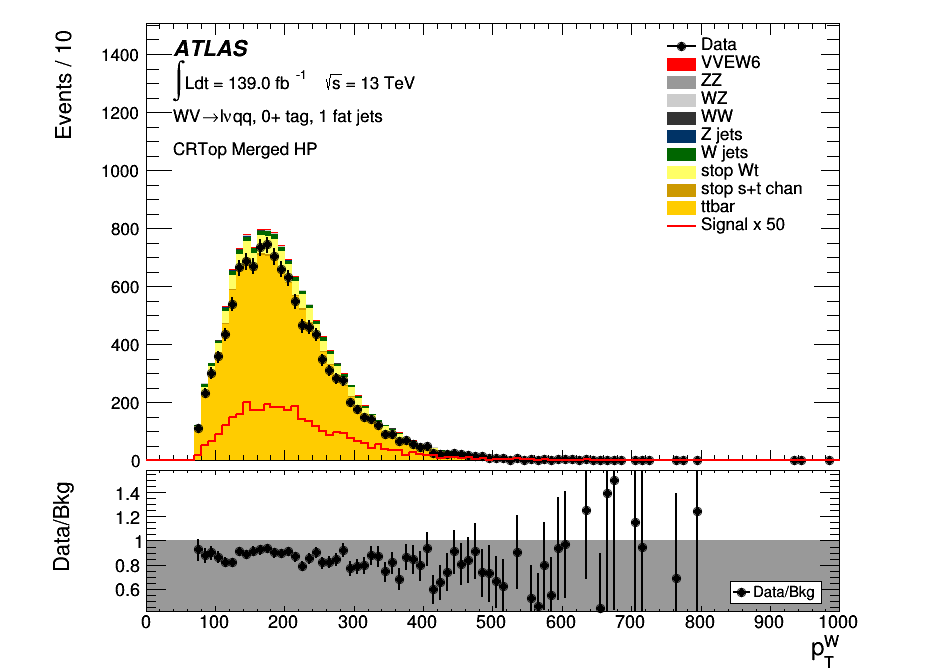 Events / 10
1400
1200
1000
800
600
400
200
0
ATLAS
∫Ldt = 139.0 fb⁻¹ √s = 13 TeV
WV→lνqq, 0+ tag, 1 fat jets
CRTop Merged HP
Data
VVEW6
ZZ
WZ
WW
Z jets
W jets
stop Wt
stop s+t chan
ttbar
Signal x 50
Data/Bkg
1.4
1.2
1
0.8
0.6
Data/Bkg
0 100 200 300 400 500 600 700 800 900 1000
p_T^W